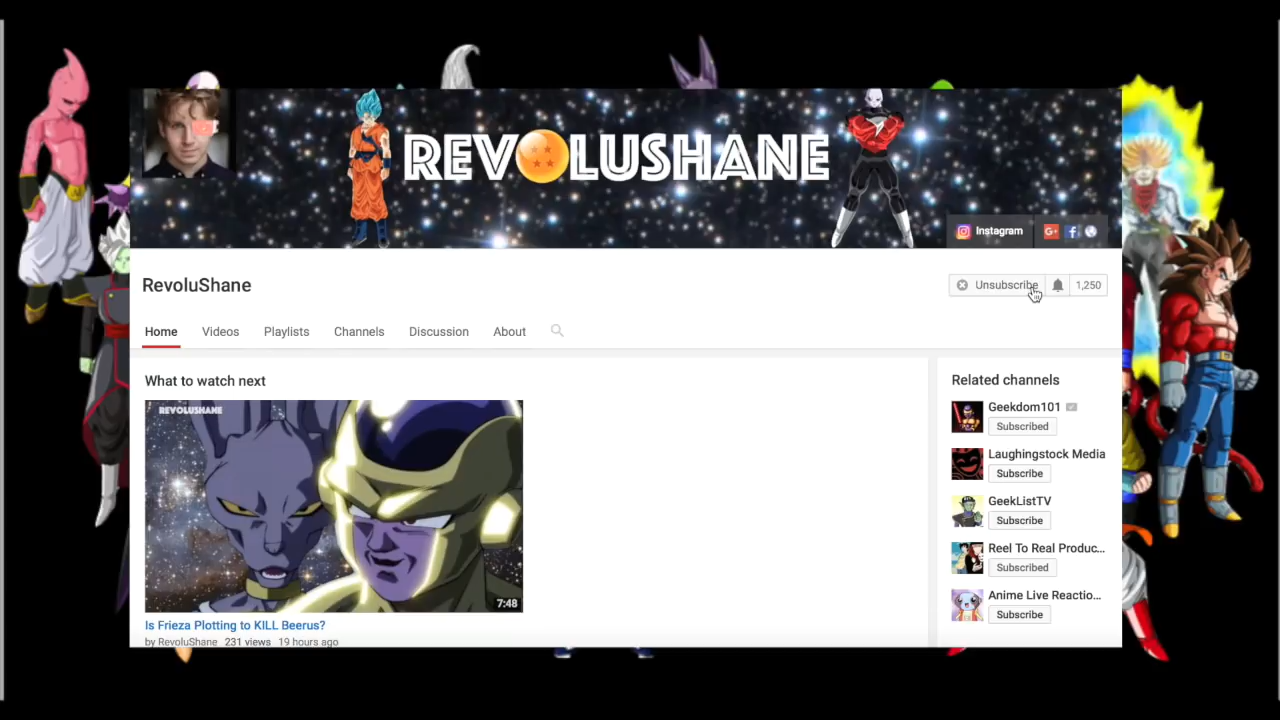 REVOLUSHANE
Instagram
G+
RevoluShane
Unsubscribe
1,250
Home
Videos
Playlists
Channels
Discussion
About
What to watch next
REVOLUSHANE
7:48
Is Frieza Plotting to KILL Beerus?
by RevoluShane 231 views 19 hours ago
Related channels
Geekdom101
Subscribed
Laughingstock Media
Subscribe
GeekListTV
Subscribe
Reel To Real Produc...
Subscribed
Anime Live Reactio...
Subscribe